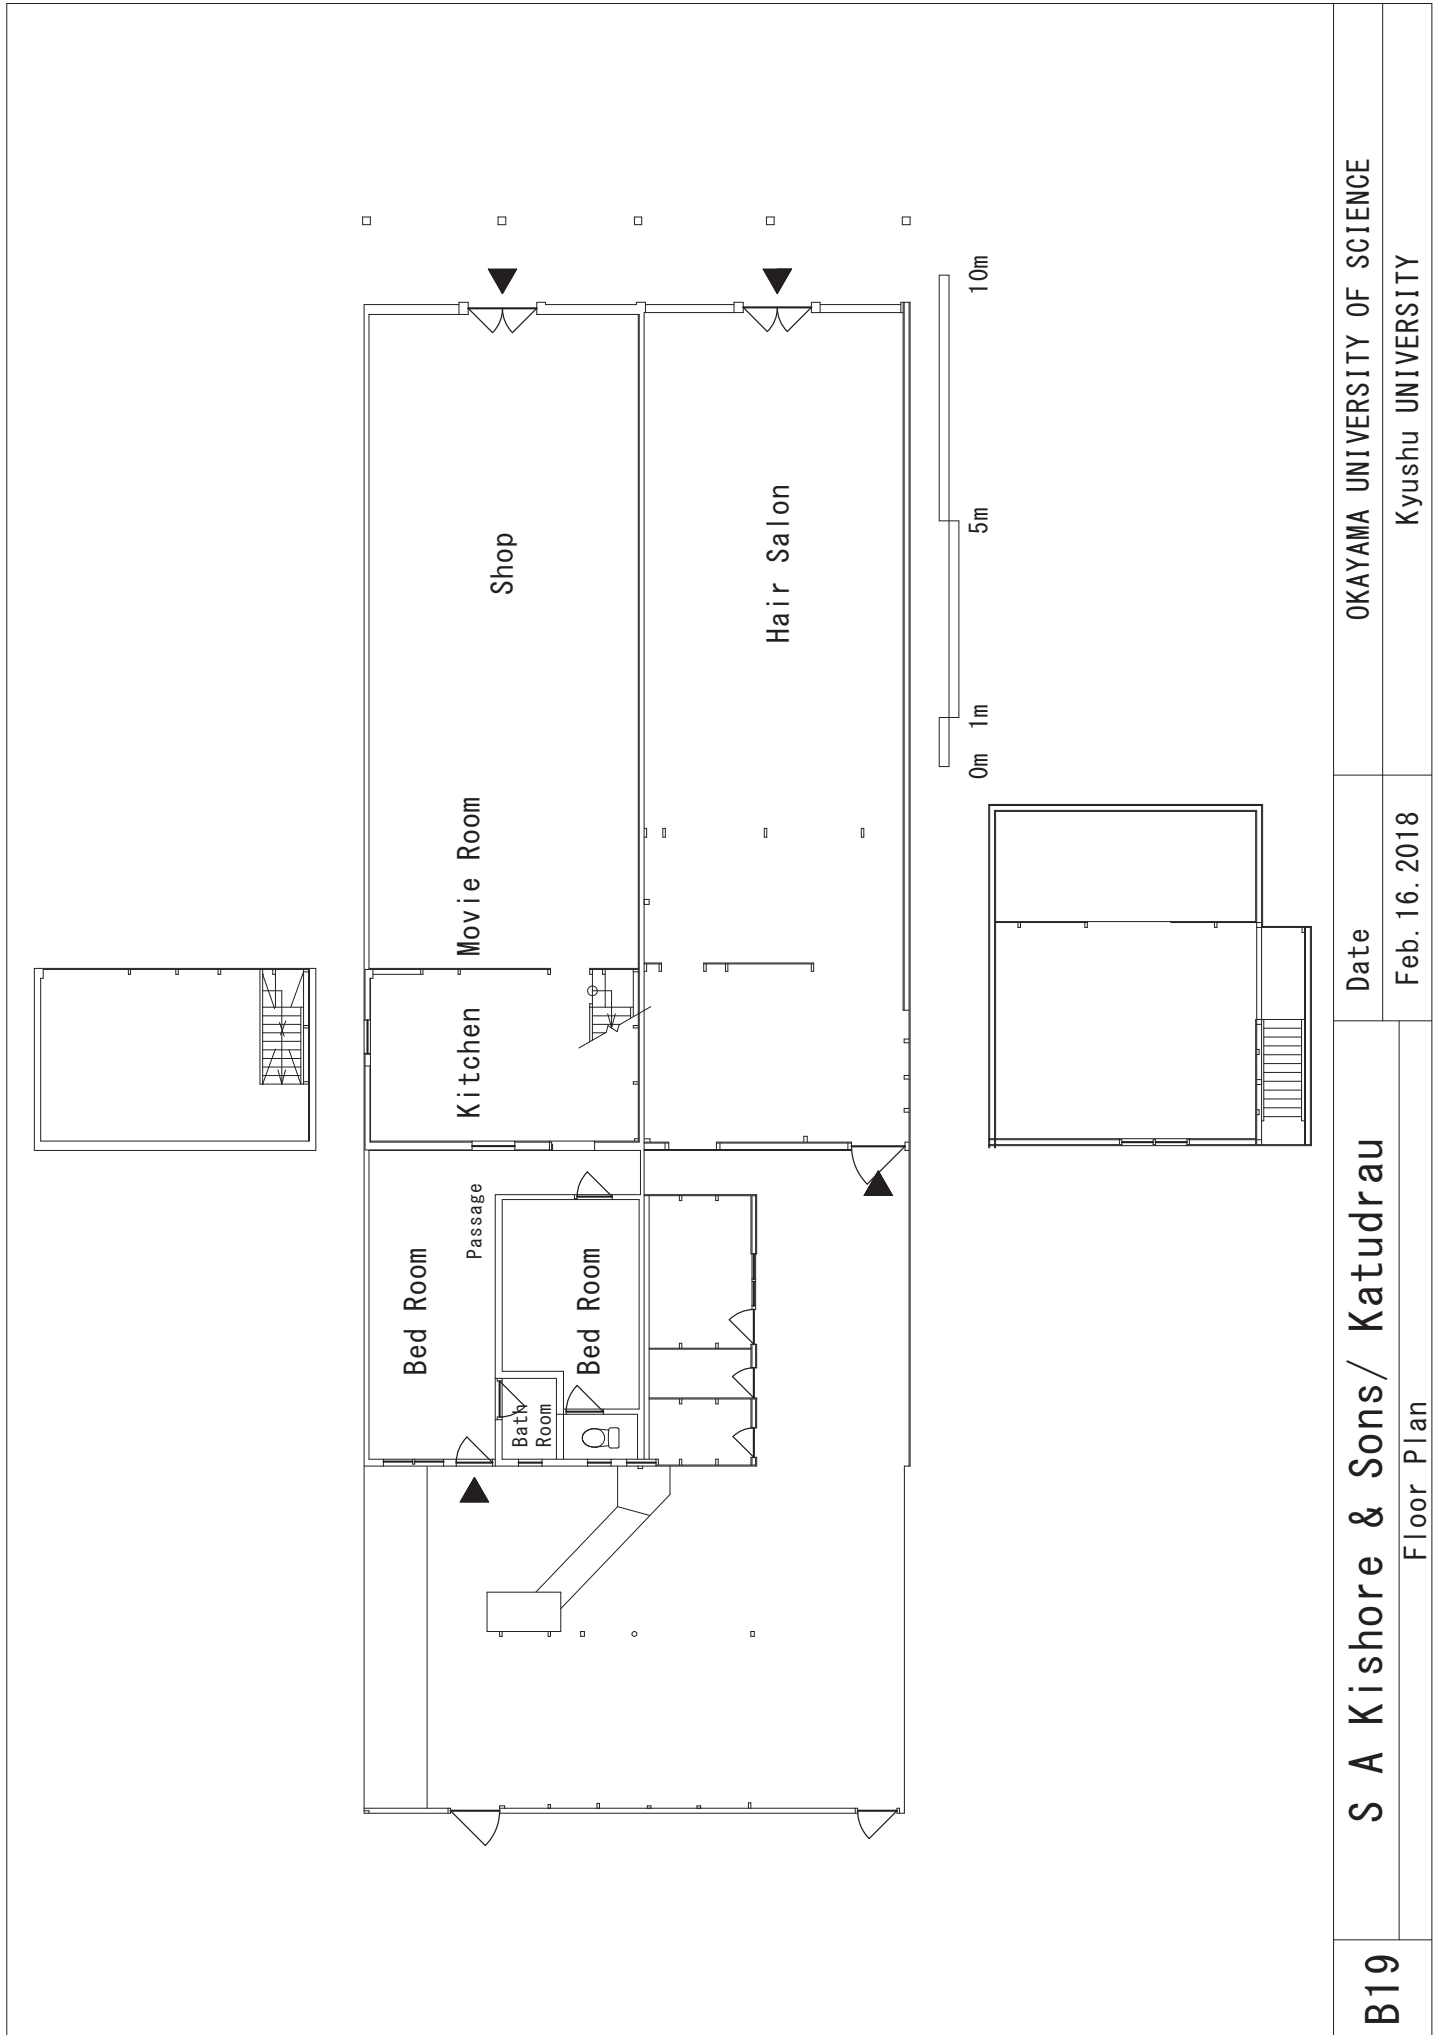 Shop
Hair Salon
Movie Room
Kitchen
Passage
Bed Room
Bed Room
Bath
Room
0m 1m 5m 10m
B19
S A Kishore & Sons/ Katudrau
Floor Plan
Date
Feb. 16. 2018
OKAYAMA UNIVERSITY OF SCIENCE
Kyushu UNIVERSITY